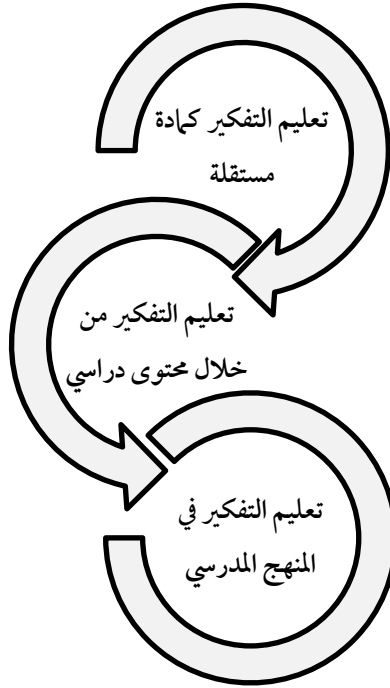 تعليم التفكير كمادة
مستقلة
تعليم التفكير من
خلال محتوى دراسي
تعليم التفكير في
المنهج المدرسي